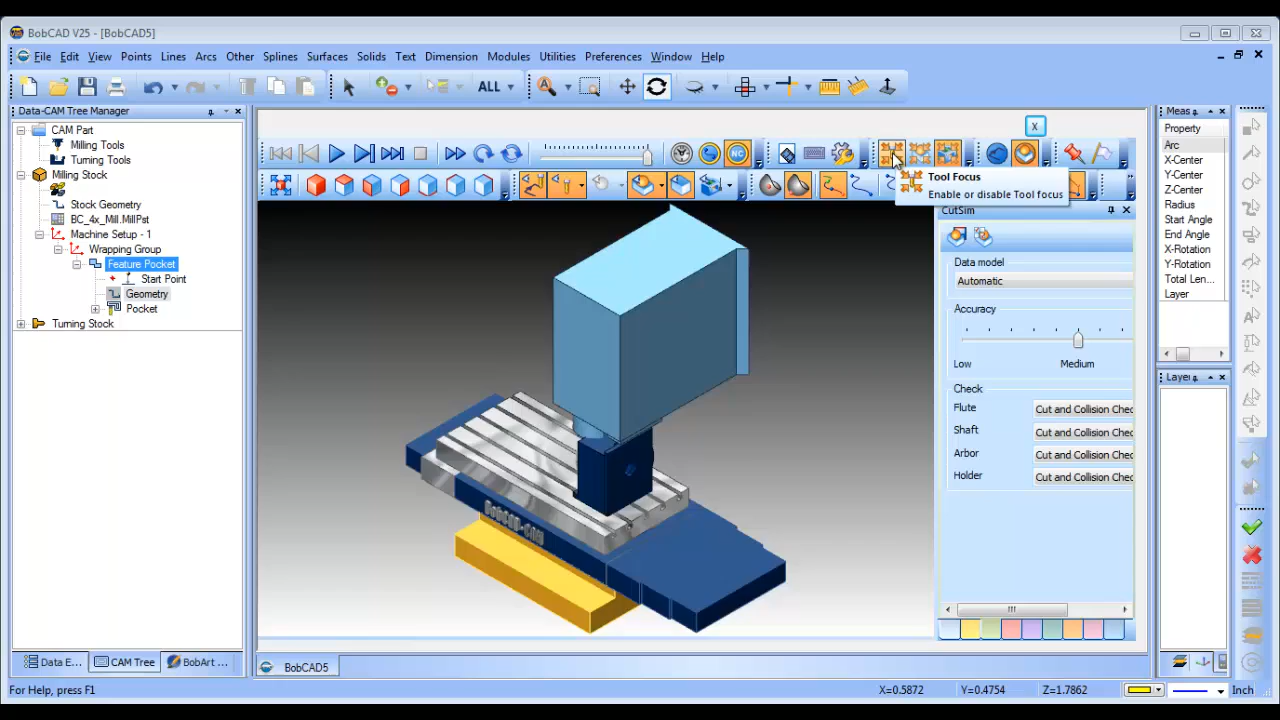 BobCAD V25 - [BobCAD5]
File Edit View Points Lines Arcs Other Splines Surfaces Solids Text Dimension Modules Utilities Preferences Window Help
ALL
Data-CAM Tree Manager
CAM Part
Milling Tools
Turning Tools
Milling Stock
Stock Geometry
BC_4x_Mill.MillPst
Machine Setup - 1
Wrapping Group
Feature Pocket
Start Point
Geometry
Pocket
Turning Stock
X
NC
Tool Focus
Enable or disable Tool focus
CutSim
Data model
Automatic
Accuracy
Low Medium
Check
Flute Cut and Collision Chec
Shaft Cut and Collision Chec
Arbor Cut and Collision Chec
Holder Cut and Collision Chec
BobCAD-CAM
Meas
Property
Arc
X-Center
Y-Center
Z-Center
Radius
Start Angle
End Angle
X-Rotation
Y-Rotation
Total Len...
Layer
Layer
Data E... CAM Tree BobArt ...
BobCAD5
For Help, press F1 X=0.5872 Y=0.4754 Z=1.7862 Inch